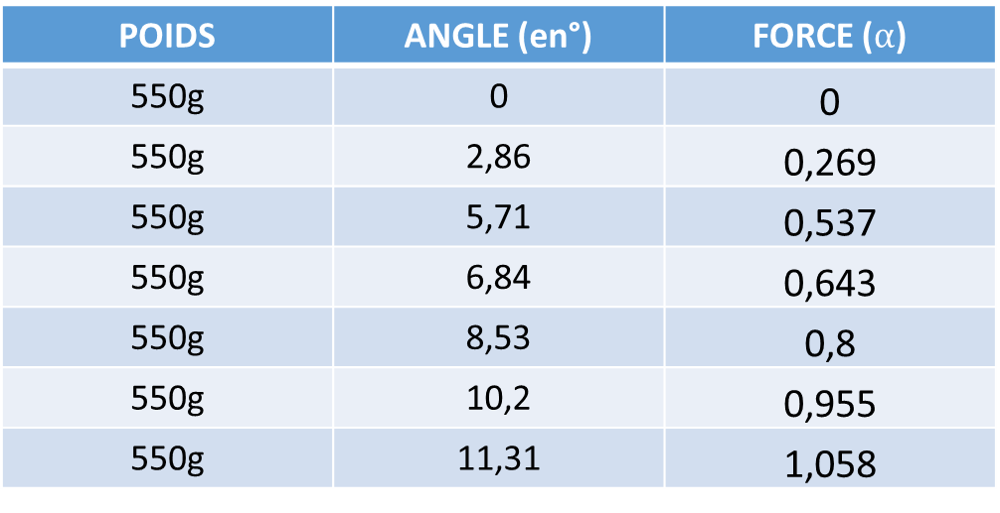 POIDS ANGLE (en°) FORCE (α)
550g 0 0
550g 2,86 0,269
550g 5,71 0,537
550g 6,84 0,643
550g 8,53 0,8
550g 10,2 0,955
550g 11,31 1,058